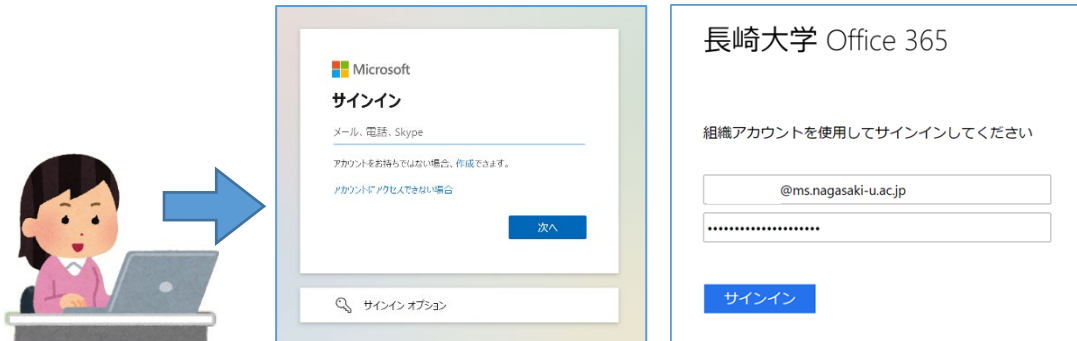 Microsoft
サインイン
メール、電話、Skype
アカウントをお持ちではない場合、作成できます。
アカウントにアクセスできない場合
次へ
サインイン オプション
長崎大学 Office 365
組織アカウントを使用してサインインしてください
@ms.nagasaki-u.ac.jp
•••••••••••••••••••••
サインイン